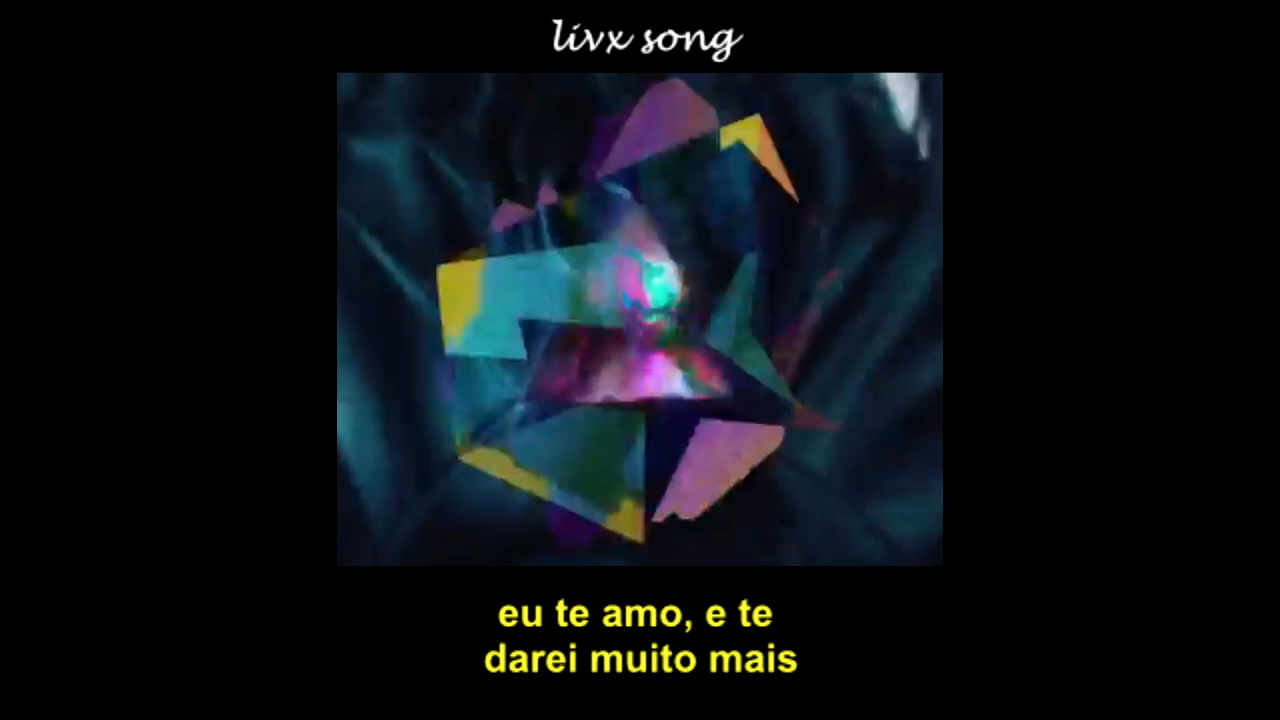 livx song
eu te amo, e te
darei muito mais